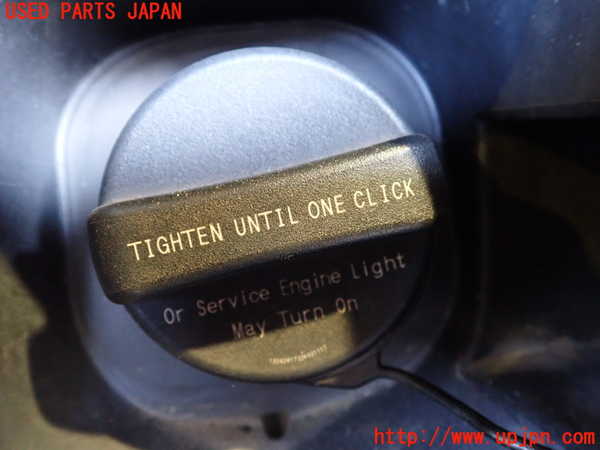 USED PARTS JAPAN
TIGHTEN UNTIL ONE CLICK
Or Service Engine Light
May Turn On
http://www.upjpn.com